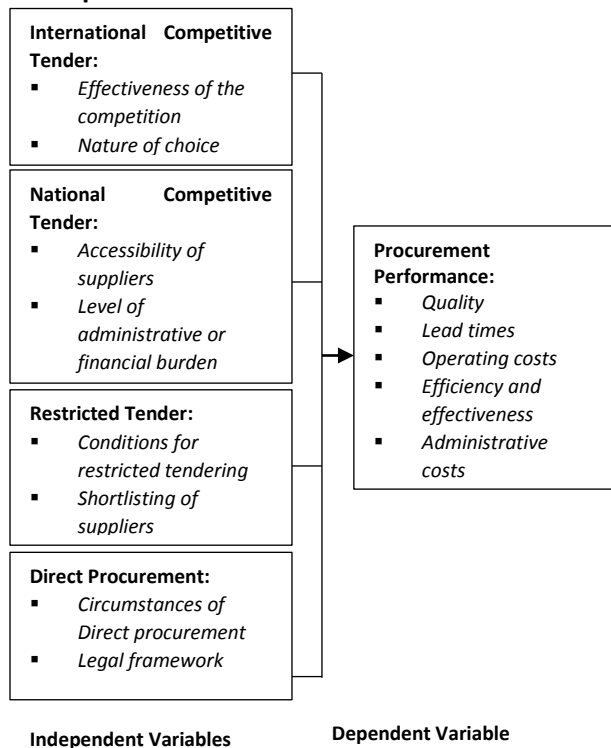 International Competitive
Tender:
▪ Effectiveness of the
competition
▪ Nature of choice
National Competitive
Tender:
▪ Accessibility of
suppliers
▪ Level of
administrative or
financial burden
Restricted Tender:
▪ Conditions for
restricted tendering
▪ Shortlisting of
suppliers
Direct Procurement:
▪ Circumstances of
Direct procurement
▪ Legal framework
Independent Variables
Procurement
Performance:
▪ Quality
▪ Lead times
▪ Operating costs
▪ Efficiency and
effectiveness
▪ Administrative
costs
Dependent Variable